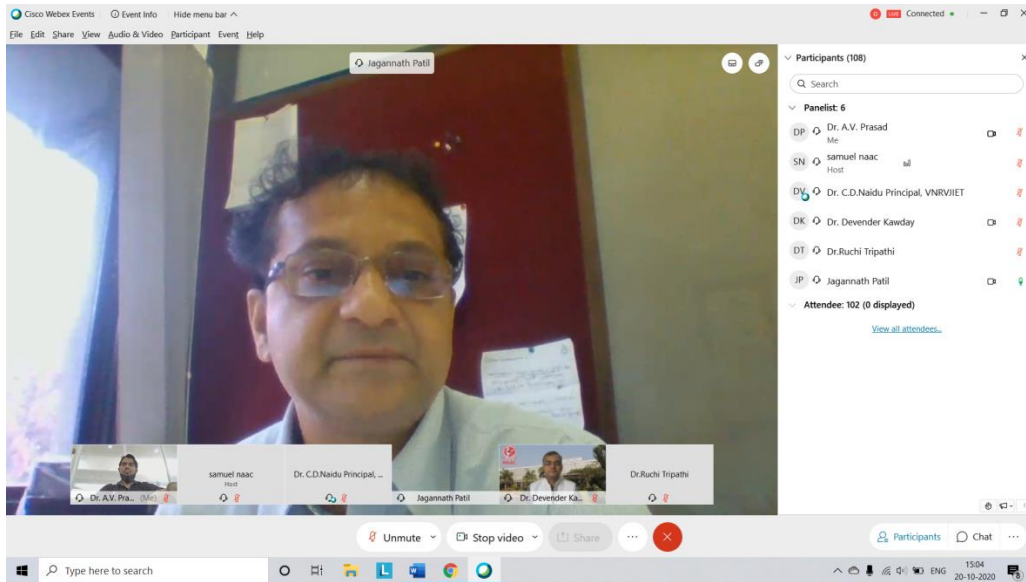 Cisco Webex Events Event Info Hide menu bar LIVE Connected
File Edit Share View Audio & Video Participant Event Help
Jagannath Patil
Participants (108)
Search
Panelist: 6
DP Dr. A.V. Prasad
Me
SN samuel naac
Host
DV Dr. C.D.Naidu Principal, VNRVJIET
DK Dr. Devender Kawday
DT Dr.Ruchi Tripathi
JP Jagannath Patil
Attendee: 102 (0 displayed)
View all attendees...
samuel naac
Host
Dr. C.D.Naidu Principal, ...
Dr.Ruchi Tripathi
Dr. A.V. Pra... (Me)
Jagannath Patil
Dr. Devender Ka...
Unmute Stop video Share ... Participants Chat ...
Type here to search
L W ENG 15:04
20-10-2020